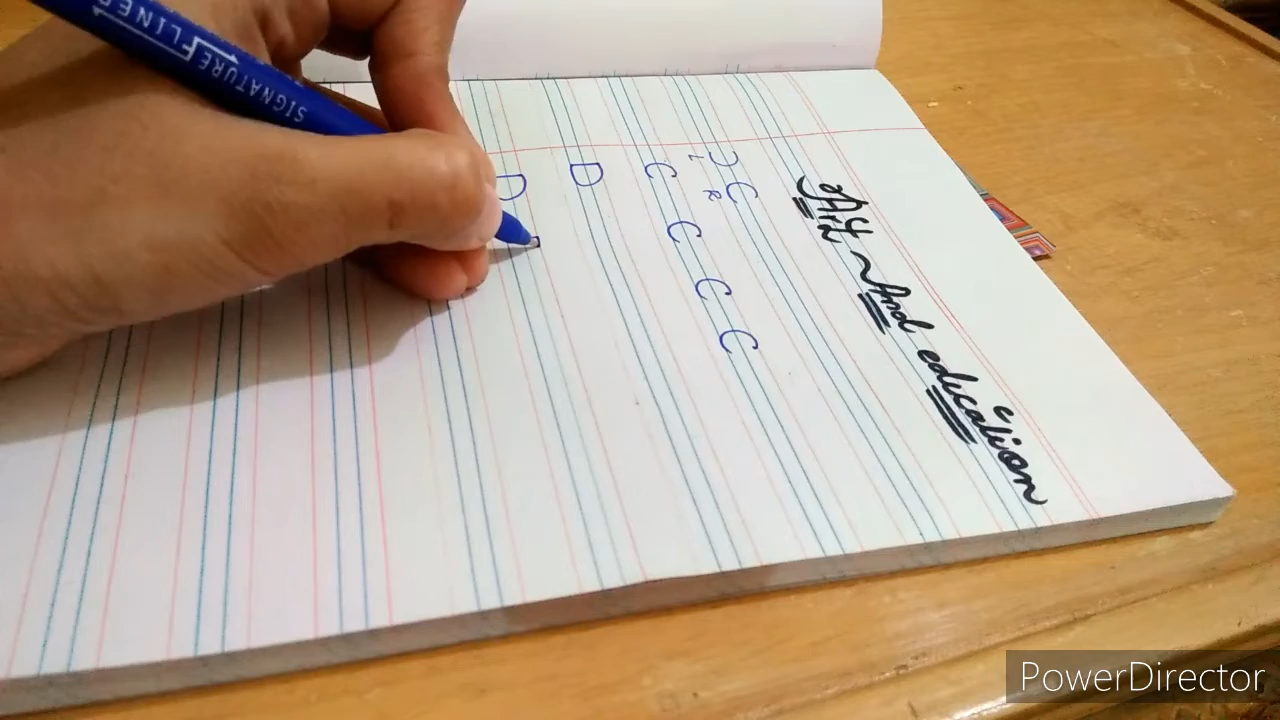 Art And education
Ɔ C
L R
C C C C
D
D
SIGNATURE FLINER
PowerDirector